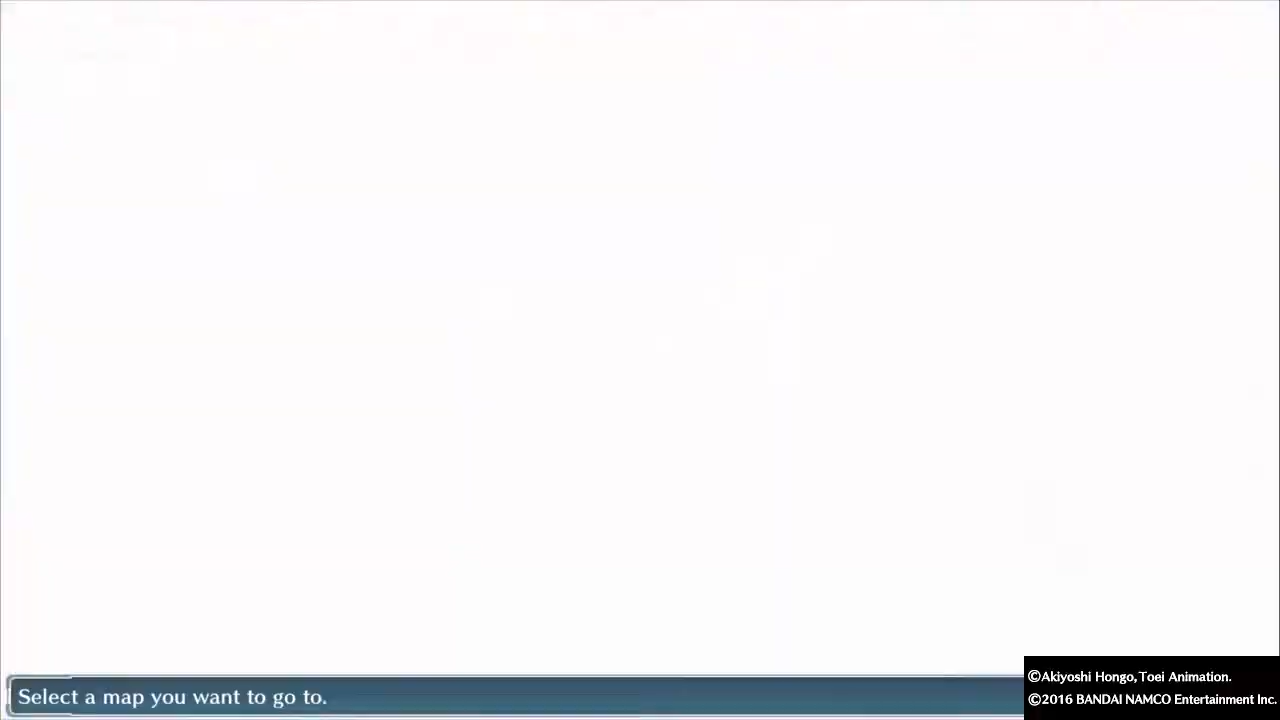 Select a map you want to go to.
©Akiyoshi Hongo, Toei Animation.
©2016 BANDAI NAMCO Entertainment Inc.